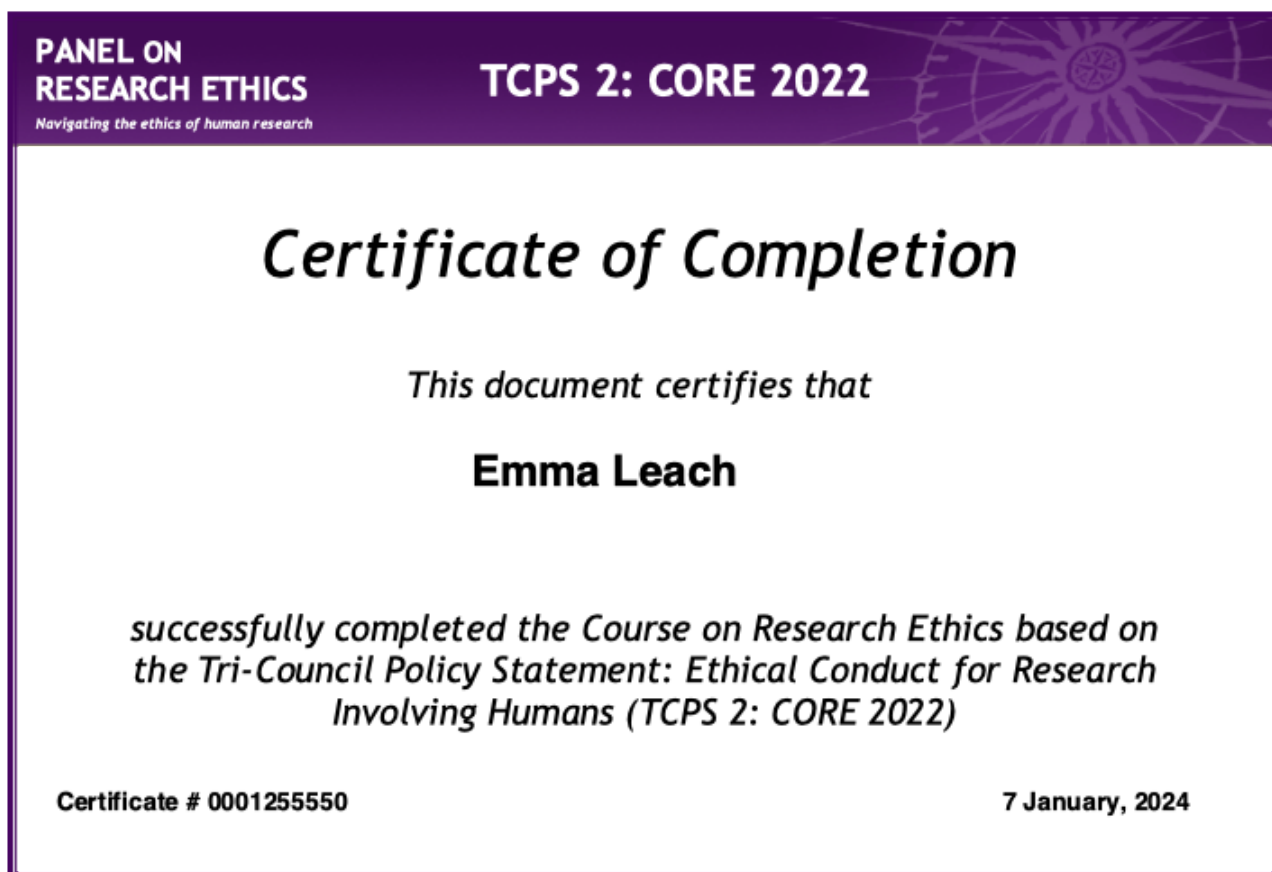 PANEL ON
RESEARCH ETHICS
Navigating the ethics of human research
TCPS 2: CORE 2022
Certificate of Completion
This document certifies that
Emma Leach
successfully completed the Course on Research Ethics based on
the Tri-Council Policy Statement: Ethical Conduct for Research
Involving Humans (TCPS 2: CORE 2022)
Certificate # 0001255550
7 January, 2024